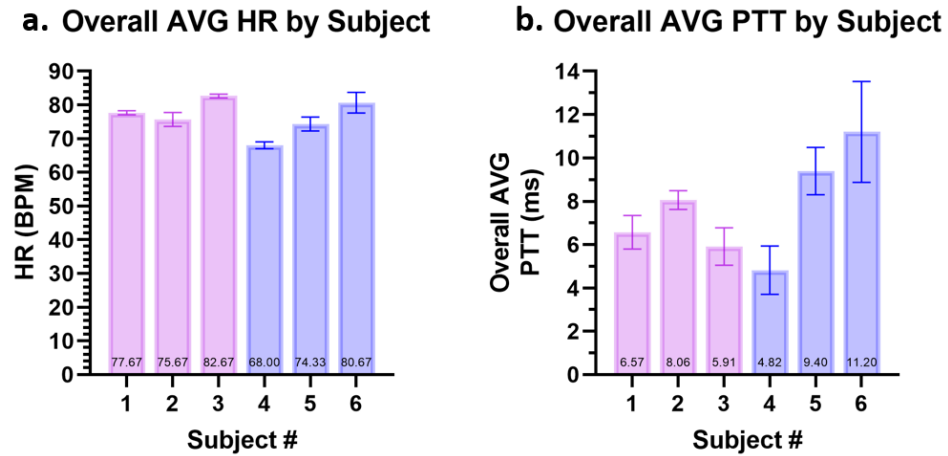 a. Overall AVG HR by Subject
HR (BPM)
90
80
70
60
50
40
30
20
10
0
77.67 75.67 82.67 68.00 74.33 80.67
1 2 3 4 5 6
Subject #
b. Overall AVG PTT by Subject
Overall AVG
PTT (ms)
14
12
10
8
6
4
2
0
6.57 8.06 5.91 4.82 9.40 11.20
1 2 3 4 5 6
Subject #